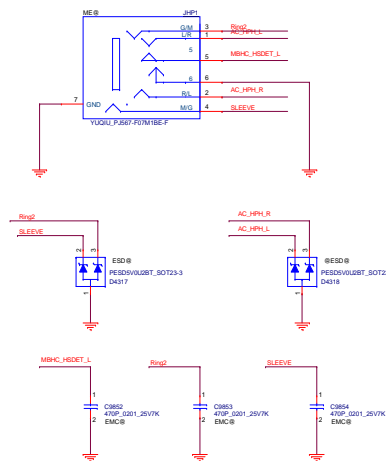 ME@ JHP1
G/M 3 Ring2
L/R 1 AC_HPH_L
5
5 MBHC_HSDET_L
6 6
R/L 2 AC_HPH_R
7 GND
M/G 4 SLEEVE
YUQIU_PJ567-F07M1BE-F
Ring2
SLEEVE
2 3
ESD@
PESD5V0U2BT_SOT23-3
D4317
1
AC_HPH_R
AC_HPH_L
2 3
@ESD@
PESD5V0U2BT_SOT23
D4318
1
MBHC_HSDET_L
1
C9852
470P_0201_25V7K
2
EMC@
Ring2
1
C9853
470P_0201_25V7K
2
EMC@
SLEEVE
1
C9854
470P_0201_25V7K
2
EMC@